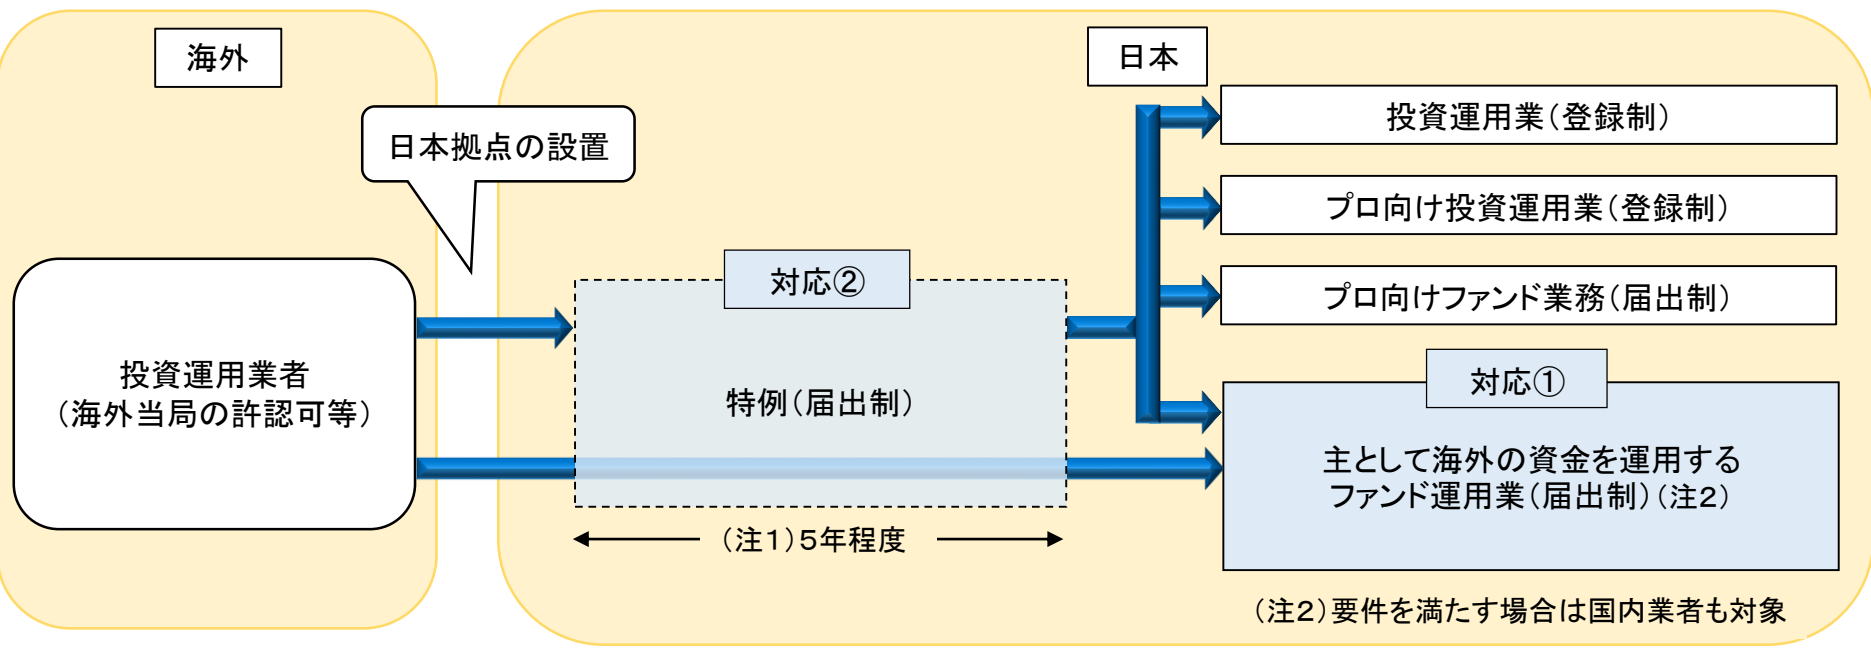 海外
日本
日本拠点の設置
投資運用業(登録制)
プロ向け投資運用業(登録制)
プロ向けファンド業務(届出制)
対応②
特例(届出制)
投資運用業者
(海外当局の許認可等)
対応①
主として海外の資金を運用する
ファンド運用業(届出制)(注2)
(注1)5年程度
(注2)要件を満たす場合は国内業者も対象